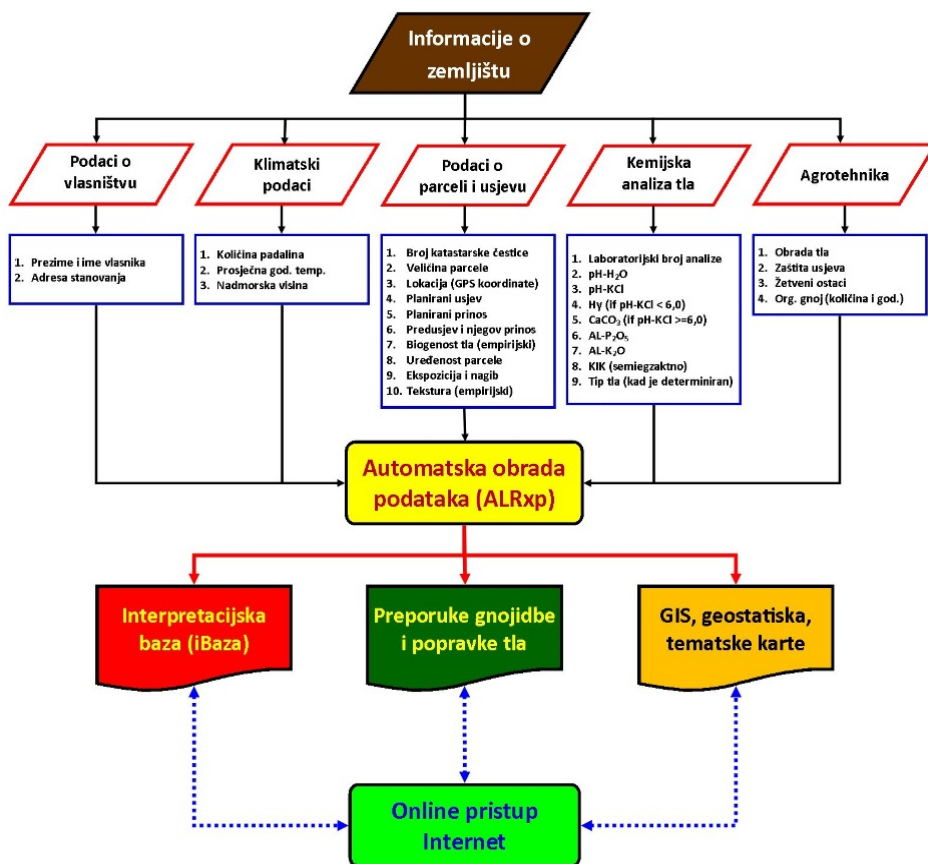 Informacije o
zemljištu
Podaci o
vlasništvu
Klimatski
podaci
Podaci o
parceli i usjevu
Kemijska
analiza tla
Agrotehnika
1. Prezime i ime vlasnika
2. Adresa stanovanja
1. Količina padalina
2. Prosječna god. temp.
3. Nadmorska visina
1. Broj katastarske čestice
2. Veličina parcele
3. Lokacija (GPS koordinate)
4. Planirani usjev
5. Planirani prinos
6. Predusjev i njegov prinos
7. Biogenost tla (empirijski)
8. Uređenost parcele
9. Ekspozicija i nagib
10. Tekstura (empirijski)
1. Laboratorijski broj analize
2. pH-H₂O
3. pH-KCl
4. Hy (if pH-KCl < 6,0)
5. CaCO₃ (if pH-KCl >=6,0)
6. AL-P₂O₅
7. AL-K₂O
8. KIK (semiegzaktno)
9. Tip tla (kad je determiniran)
1. Obrada tla
2. Zaštita usjeva
3. Žetveni ostaci
4. Org. gnoj (količina i god.)
Automatska obrada
podataka (ALRxp)
Interpretacijska
baza (iBaza)
Preporuke gnojidbe
i popravke tla
GIS, geostatiska,
tematske karte
Online pristup
Internet